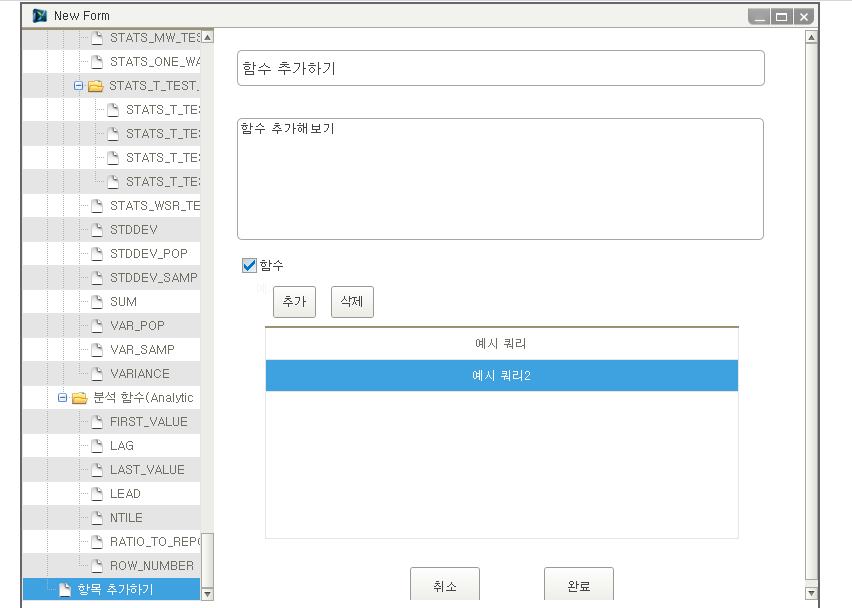 New Form
STATS_MW_TES
STATS_ONE_WA
STATS_T_TEST_
STATS_T_TES
STATS_T_TES
STATS_T_TES
STATS_T_TES
STATS_WSR_TE
STDDEV
STDDEV_POP
STDDEV_SAMP
SUM
VAR_POP
VAR_SAMP
VARIANCE
분석 함수(Analytic
FIRST_VALUE
LAG
LAST_VALUE
LEAD
NTILE
RATIO_TO_REPO
ROW_NUMBER
항목 추가하기
함수 추가하기
함수 추가해보기
함수
추가 삭제
예시 쿼리
예시 쿼리2
취소 완료